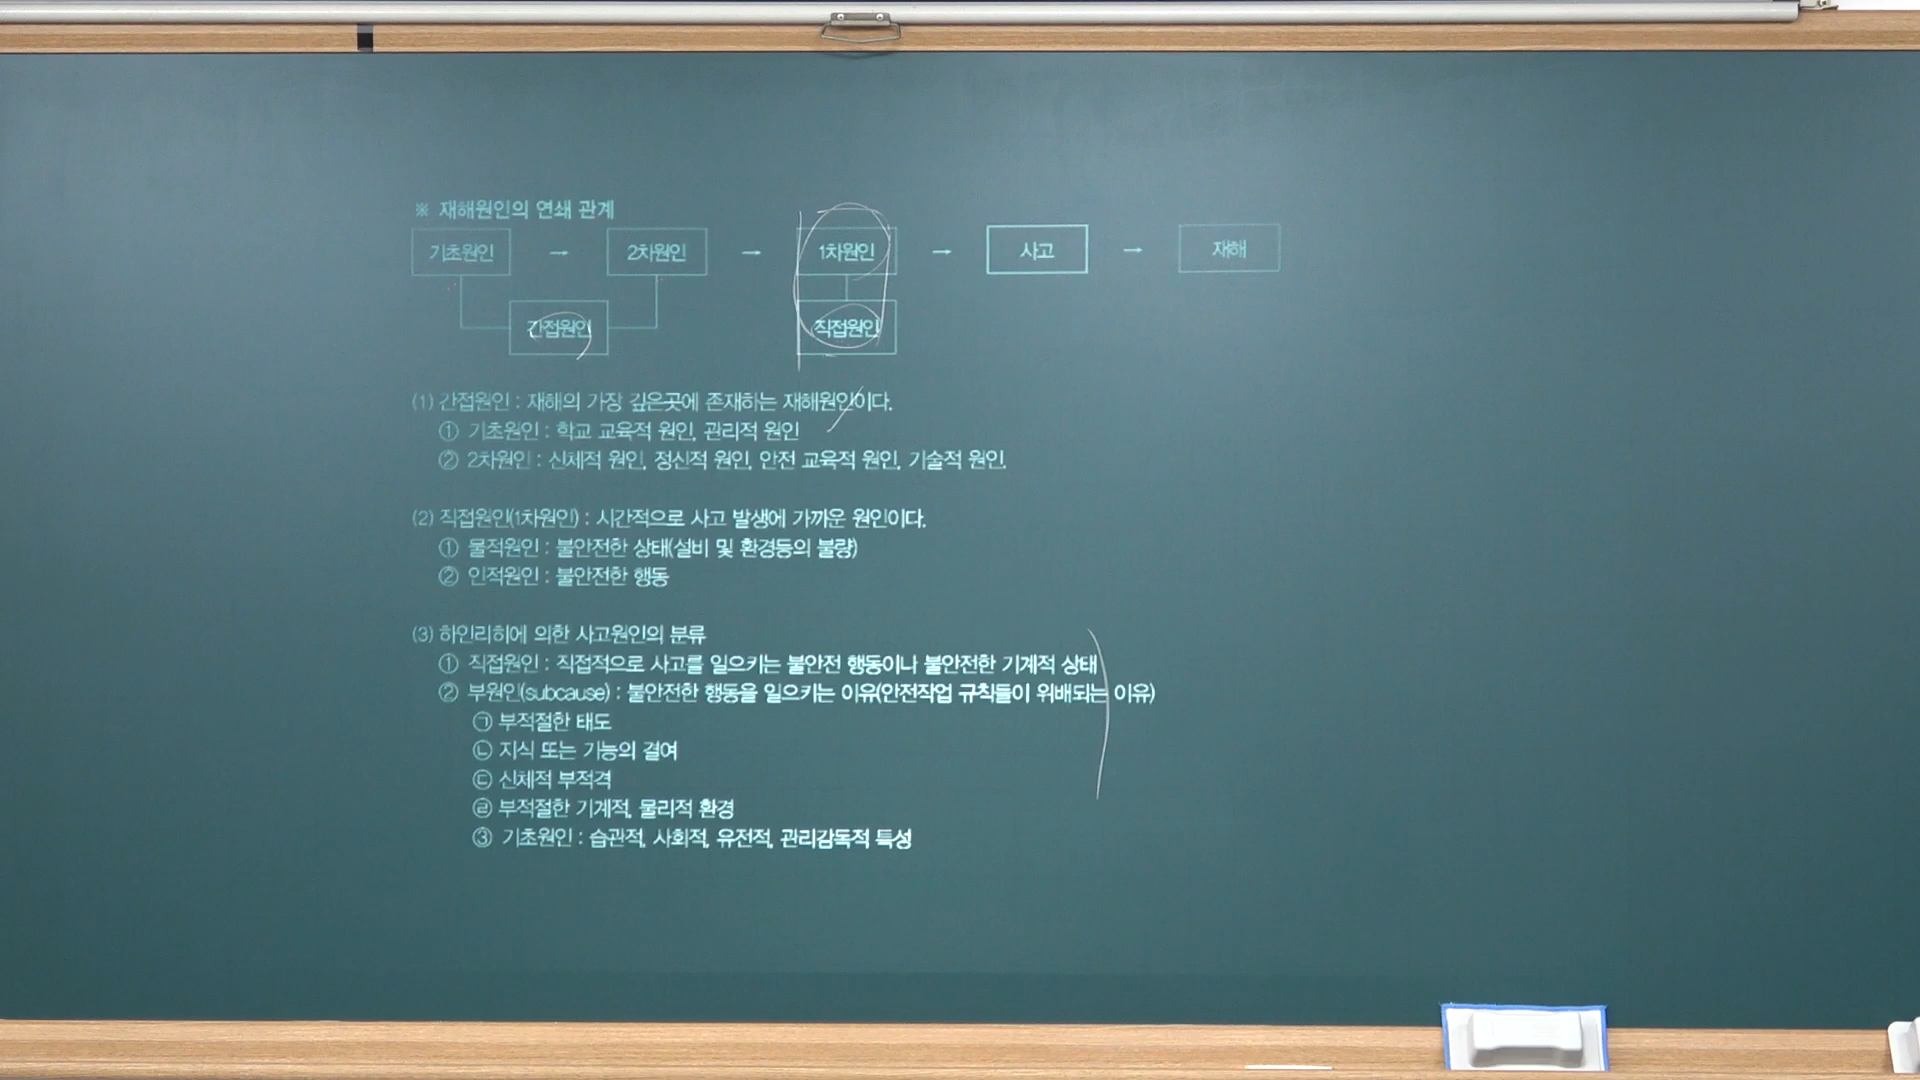 ※ 재해원인의 연쇄 관계
기초원인 → 2차원인 → 1차원인 → 사고 → 재해
간접원인 직접원인
(1) 간접원인 : 재해의 가장 깊은곳에 존재하는 재해원인이다.
① 기초원인 : 학교 교육적 원인, 관리적 원인
② 2차원인 : 신체적 원인, 정신적 원인, 안전 교육적 원인, 기술적 원인.
(2) 직접원인(1차원인) : 시간적으로 사고 발생에 가까운 원인이다.
① 물적원인 : 불안전한 상태(설비 및 환경등의 불량)
② 인적원인 : 불안전한 행동
(3) 하인리히에 의한 사고원인의 분류
① 직접원인 : 직접적으로 사고를 일으키는 불안전 행동이나 불안전한 기계적 상태
② 부원인(subcause) : 불안전한 행동을 일으키는 이유(안전작업 규칙들이 위배되는 이유)
㉠ 부적절한 태도
㉡ 지식 또는 기능의 결여
㉢ 신체적 부적격
㉣ 부적절한 기계적, 물리적 환경
③ 기초원인 : 습관적, 사회적, 유전적, 관리감독적 특성